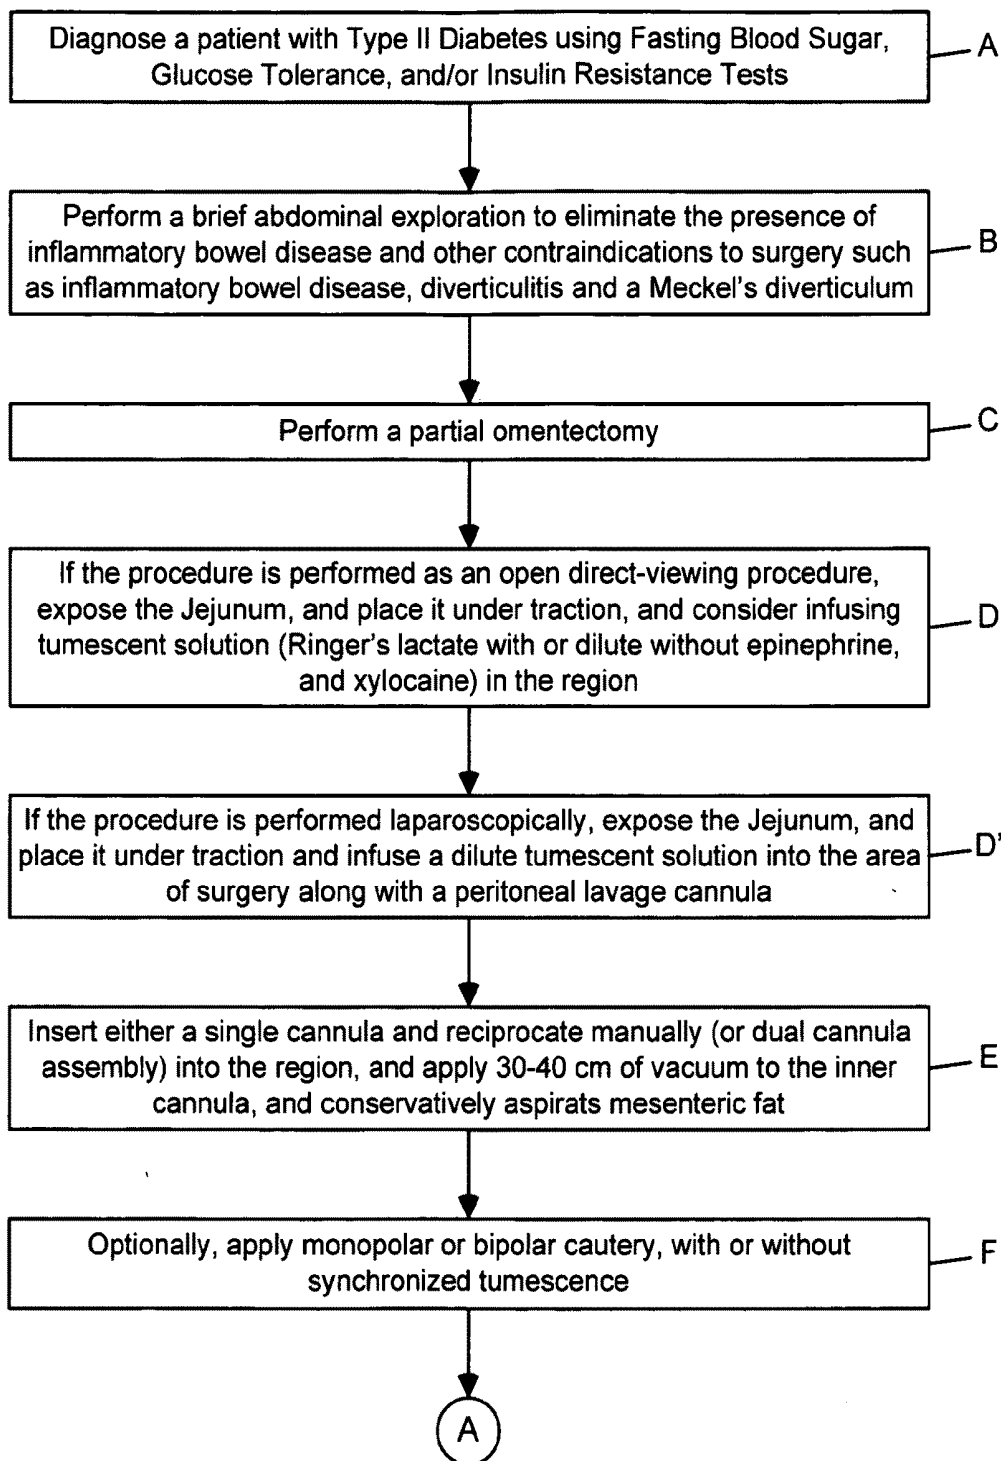 Diagnose a patient with Type II Diabetes using Fasting Blood Sugar,
Glucose Tolerance, and/or Insulin Resistance Tests
A
Perform a brief abdominal exploration to eliminate the presence of
inflammatory bowel disease and other contraindications to surgery such
as inflammatory bowel disease, diverticulitis and a Meckel's diverticulum
B
Perform a partial omentectomy
C
If the procedure is performed as an open direct-viewing procedure,
expose the Jejunum, and place it under traction, and consider infusing
tumescent solution (Ringer's lactate with or dilute without epinephrine,
and xylocaine) in the region
D
If the procedure is performed laparoscopically, expose the Jejunum, and
place it under traction and infuse a dilute tumescent solution into the area
of surgery along with a peritoneal lavage cannula
D'
Insert either a single cannula and reciprocate manually (or dual cannula
assembly) into the region, and apply 30-40 cm of vacuum to the inner
cannula, and conservatively aspirats mesenteric fat
E
Optionally, apply monopolar or bipolar cautery, with or without
synchronized tumescence
F
A